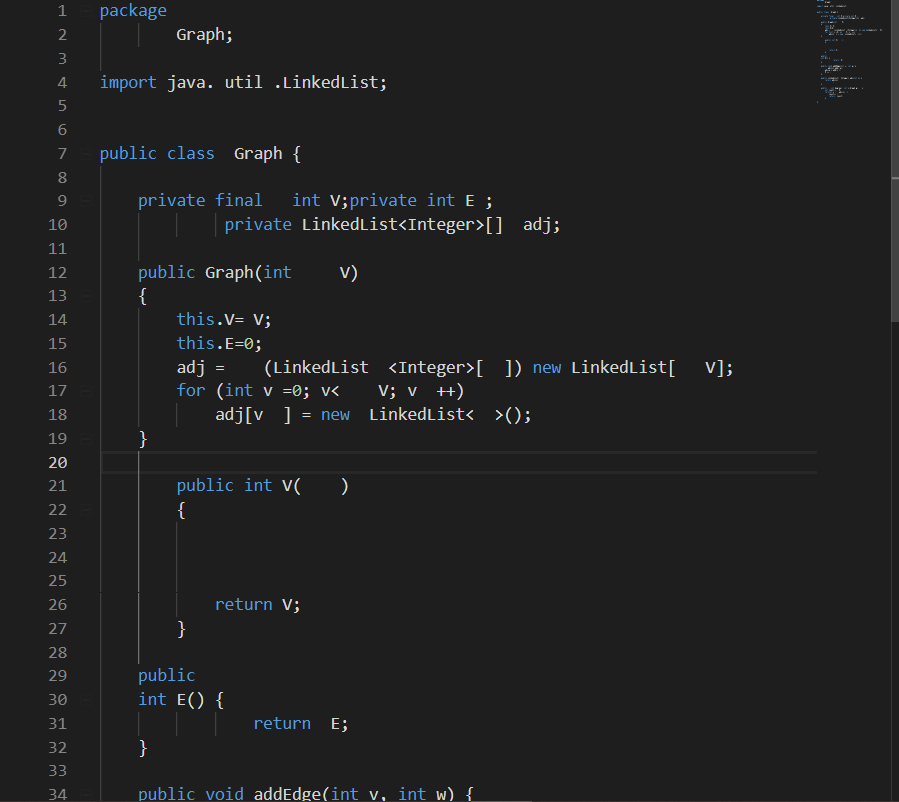 1 package
2 Graph;
3
4 import java. util .LinkedList;
5
6
7 public class  Graph {
8
9 private final   int V;private int E ;
10 private LinkedList<Integer>[]  adj;
11
12 public Graph(int     V)
13 {
14 this.V= V;
15 this.E=0;
16 adj =    (LinkedList  <Integer>[  ]) new LinkedList[   V];
17 for (int v =0; v<    V; v  ++)
18 adj[v  ] = new  LinkedList<  >();
19 }
20
21 public int V(    )
22 {
23
24
25
26 return V;
27 }
28
29 public
30 int E() {
31 return  E;
32 }
33
34 public void addEdge(int v, int w) {